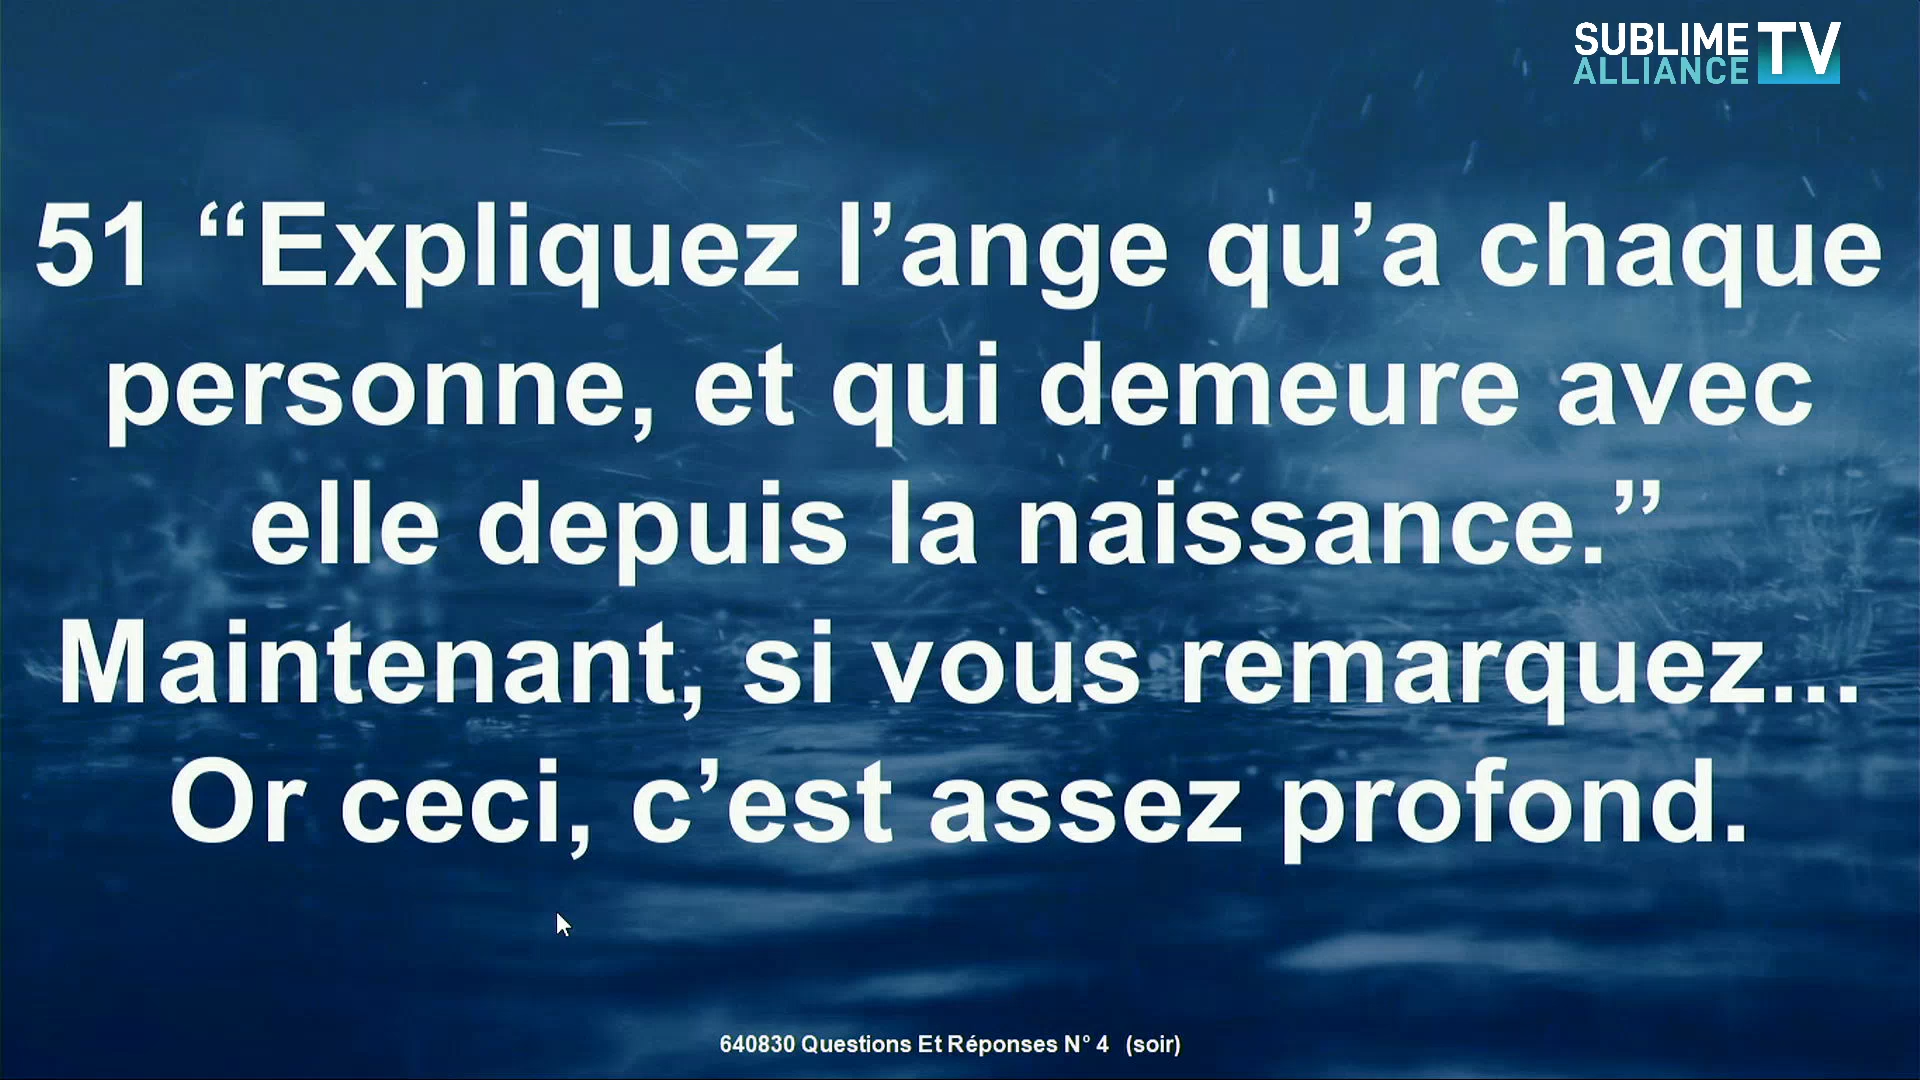 SUBLIME TV
ALLIANCE
51 “Expliquez l’ange qu’a chaque
personne, et qui demeure avec
elle depuis la naissance.”
Maintenant, si vous remarquez...
Or ceci, c’est assez profond.
640830 Questions Et Réponses N° 4 (soir)